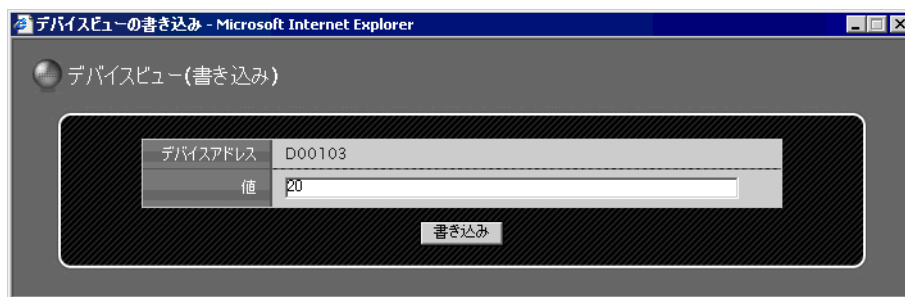 デバイスビューの書き込み - Microsoft Internet Explorer
デバイスビュー(書き込み)
デバイスアドレス D00103
値 20
書き込み